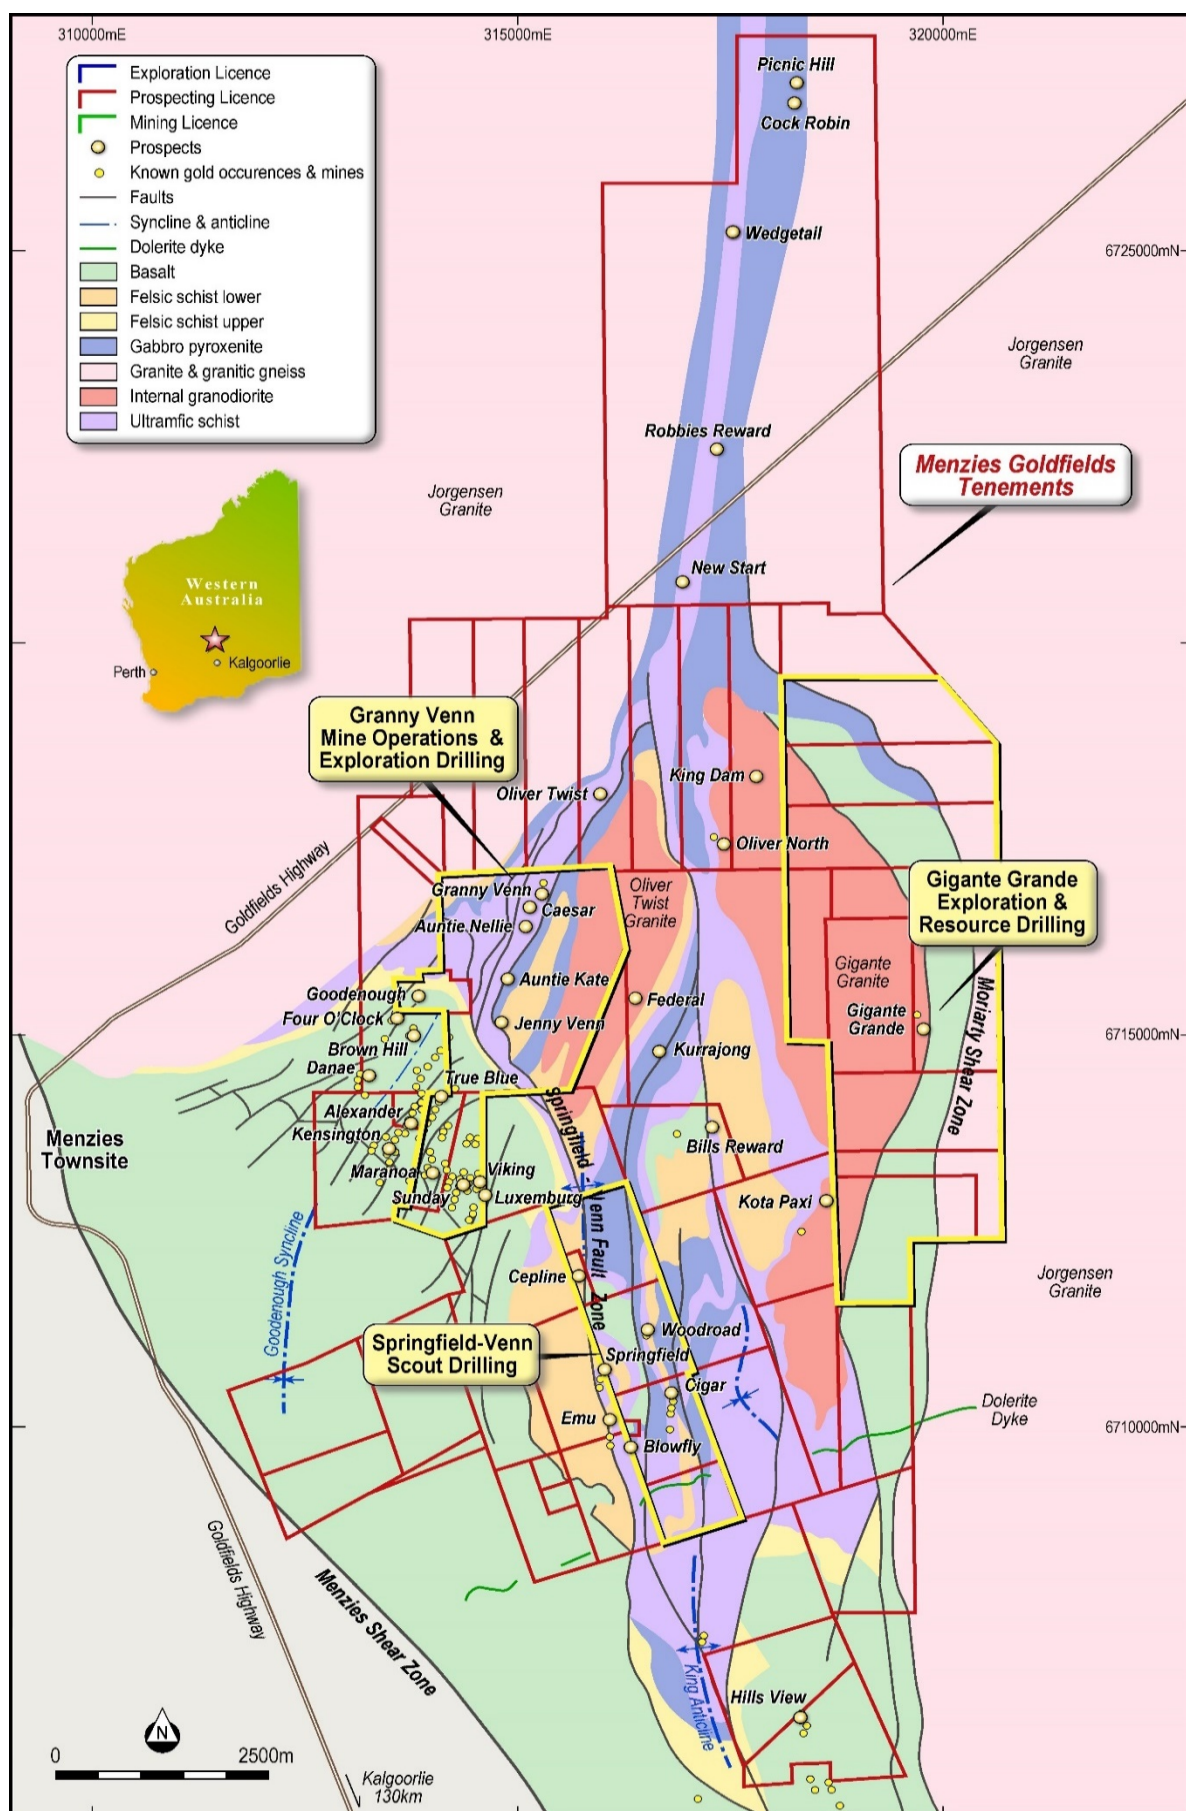 310000mE
315000mE
320000mE
Exploration Licence
Prospecting Licence
Mining Licence
Prospects
Known gold occurences & mines
Faults
Syncline & anticline
Dolerite dyke
Basalt
Felsic schist lower
Felsic schist upper
Gabbro pyroxenite
Granite & granitic gneiss
Internal granodiorite
Ultramfic schist
Picnic Hill
Cock Robin
Wedgetail
6725000mN
Jorgensen
Granite
Robbies Reward
Menzies Goldfields
Tenements
Jorgensen
Granite
New Start
Western
Australia
Perth
Kalgoorlie
Granny Venn
Mine Operations &
Exploration Drilling
King Dam
Oliver Twist
Oliver North
Goldfields Highway
Granny Venn
Caesar
Auntie Nellie
Oliver
Twist
Granite
Gigante Grande
Exploration &
Resource Drilling
Gigante
Granite
Auntie Kate
Goodenough
Federal
Four O'Clock
Jenny Venn
Gigante
Grande
Moriarty Shear Zone
6715000mN
Brown Hill
Kurrajong
Danae
True Blue
Springfield - Venn Fault Zone
Alexander
Kensington
Menzies
Townsite
Bills Reward
Maranoa
Viking
Sunday
Luxemburg
Kota Paxi
Goodenough Syncline
Cepline
Jorgensen
Granite
Woodroad
Springfield-Venn
Scout Drilling
Springfield
Cigar
Dolerite
Dyke
Emu
6710000mN
Blowfly
Goldfields Highway
Menzies Shear Zone
King Anticline
Hills View
N
0
2500m
Kalgoorlie
130km